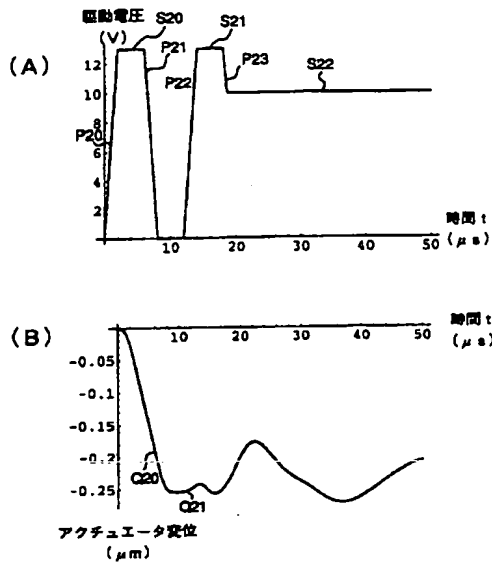 駆動電圧
(V)
S20
S21
(A)
P21
P23
S22
P22
P20
12
10
8
6
4
2
10
20
30
40
50
時間 t
(μs)
(B)
時間 t
(μs)
10
20
30
40
50
-0.05
-0.1
-0.15
-0.2
-0.25
Q20
Q21
アクチュエータ変位
(μm)